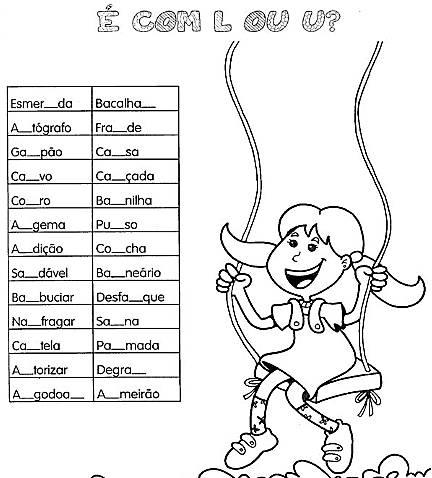 É COM L OU U?
Esmer__da Bacalha__
A__tógrafo Fra__de
Ga__pão Ca__sa
Ca__vo Ca__çada
Co__ro Ba__nilha
A__gema Pu__so
A__dição Co__cha
Sa__dável Ba__neário
Ba__buciar Desfa__que
Na__fragar Sa__na
Ca__tela Pa__mada
A__torizar Degra__
A__godoa__ A__meirão